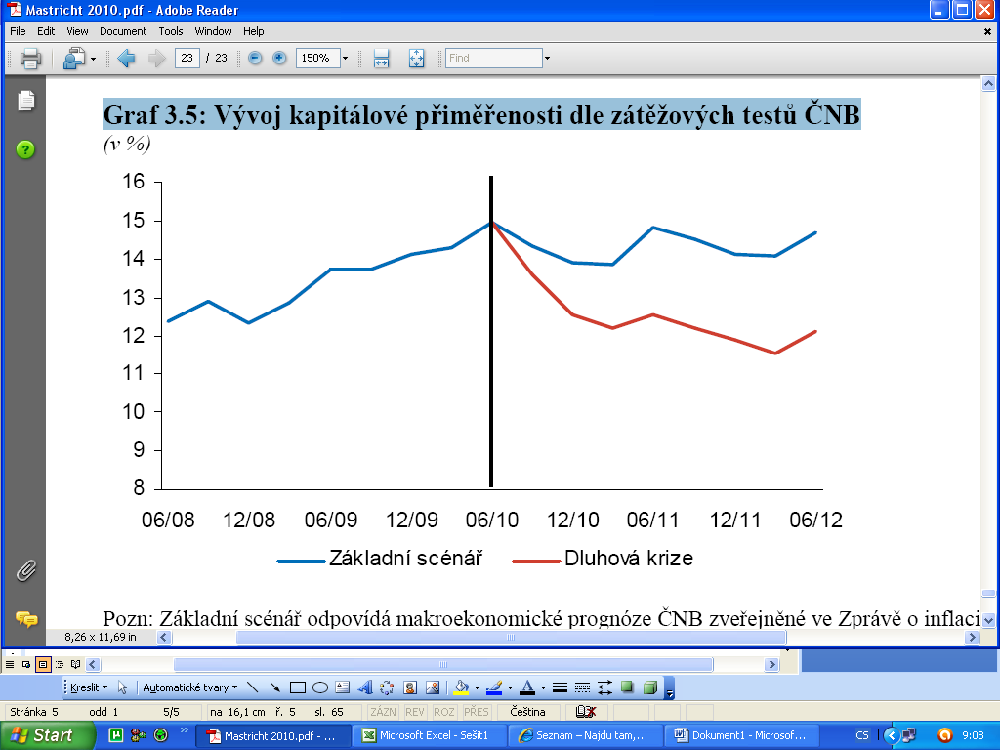 Mastricht 2010.pdf - Adobe Reader
File Edit View Document Tools Window Help
23 / 23 150% Find
Graf 3.5: Vývoj kapitálové přiměřenosti dle zátěžových testů ČNB
(v %)
16
15
14
13
12
11
10
9
8
06/08 12/08 06/09 12/09 06/10 12/10 06/11 12/11 06/12
Základní scénář Dluhová krize
Pozn: Základní scénář odpovídá makroekonomické prognóze ČNB zveřejněné ve Zprávě o inflaci
8,26 x 11,69 in
Kreslit Automatické tvary
Stránka 5 odd 1 5/5 na 16,1 cm ř. 5 sl. 65 ZÁZN REV ROZ PŘES Čeština
Start Mastricht 2010.pdf - ... Microsoft Excel - Sešit1 Seznam – Najdu tam,... Dokument1 - Microsof... CS 9:08